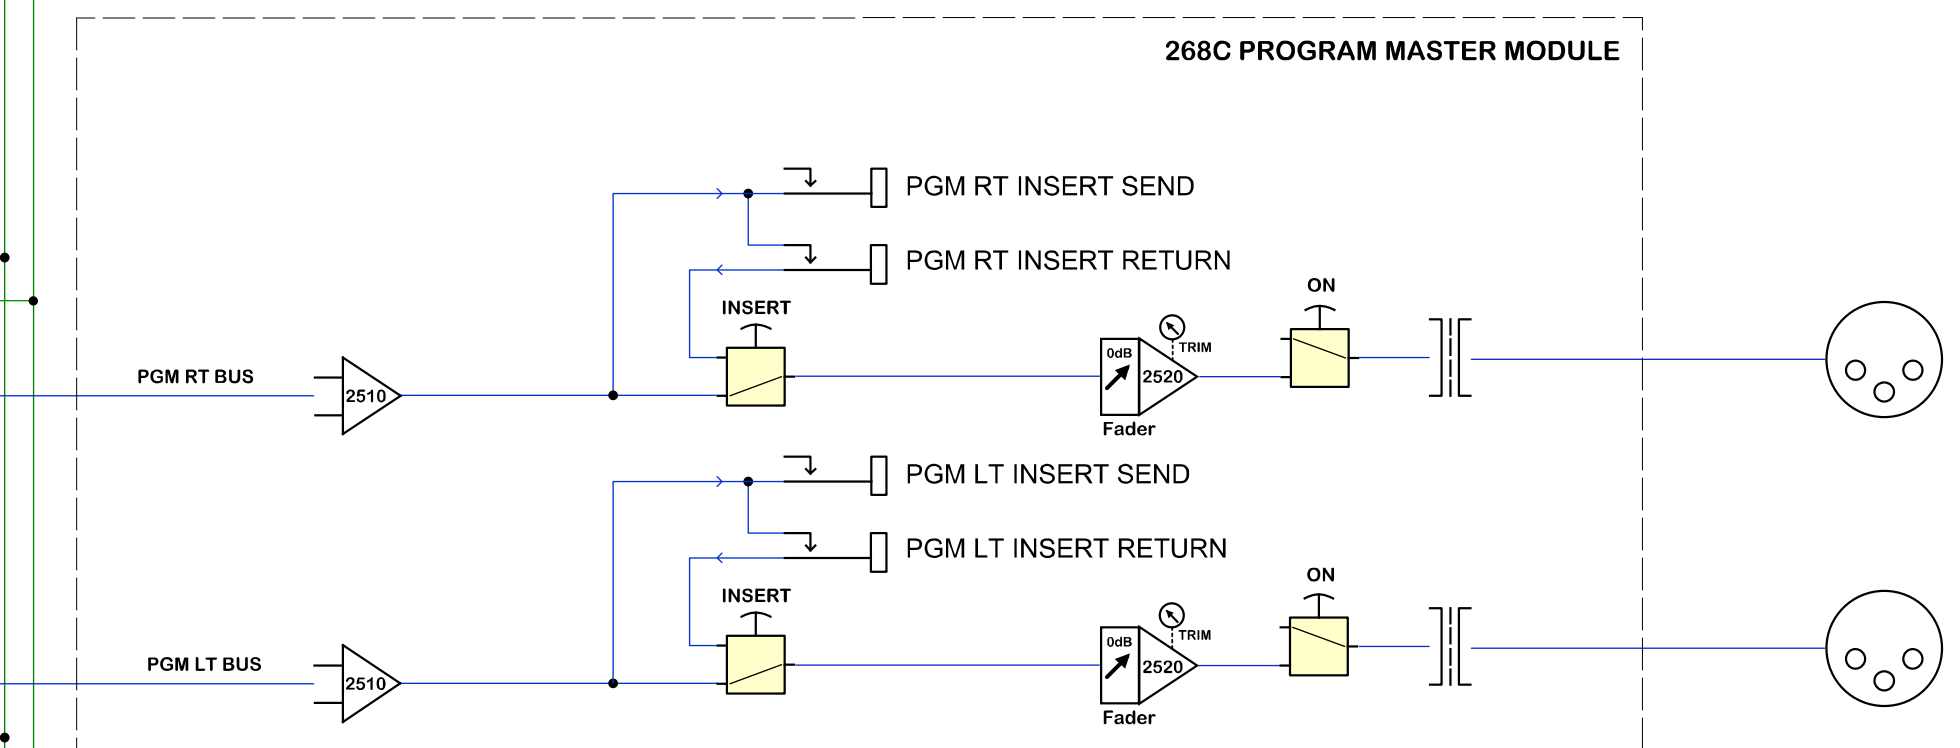 268C PROGRAM MASTER MODULE
PGM RT INSERT SEND
PGM RT INSERT RETURN
INSERT
ON
PGM RT BUS
2510
0dB
TRIM
2520
Fader
PGM LT INSERT SEND
PGM LT INSERT RETURN
INSERT
ON
PGM LT BUS
2510
0dB
TRIM
2520
Fader